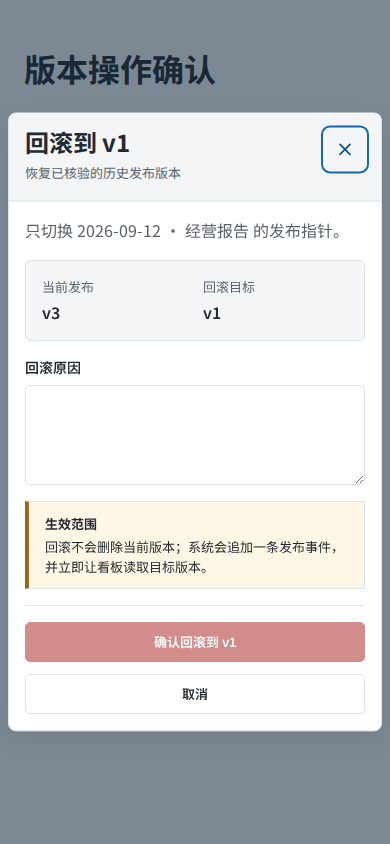 版本操作确认
回滚到 v1
恢复已核验的历史发布版本
只切换 2026-09-12 · 经营报告 的发布指针。
当前发布
v3
回滚目标
v1
回滚原因
生效范围
回滚不会删除当前版本；系统会追加一条发布事件，
并立即让看板读取目标版本。
确认回滚到 v1
取消